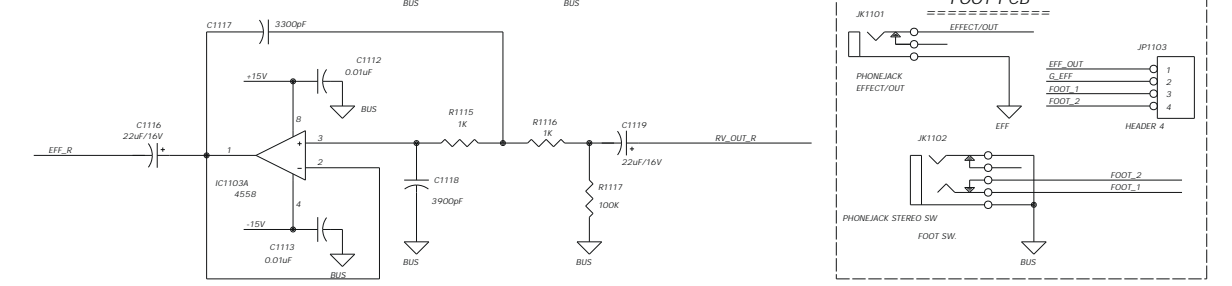 BUS
BUS
C1117
3300pF
C1112
0.01uF
+15V
BUS
8
C1116
22uF/16V
EFF_R
1
3
2
IC1103A
4558
4
-15V
C1113
0.01uF
BUS
R1115
1K
R1116
1K
C1119
22uF/16V
RV_OUT_R
C1118
3900pF
BUS
R1117
100K
BUS
FOOT PCB
JK1101
EFFECT/OUT
PHONEJACK
EFFECT/OUT
EFF
JP1103
EFF_OUT
1
G_EFF
2
FOOT_1
3
FOOT_2
4
HEADER 4
JK1102
FOOT_2
FOOT_1
PHONEJACK STEREO SW
FOOT SW.
BUS